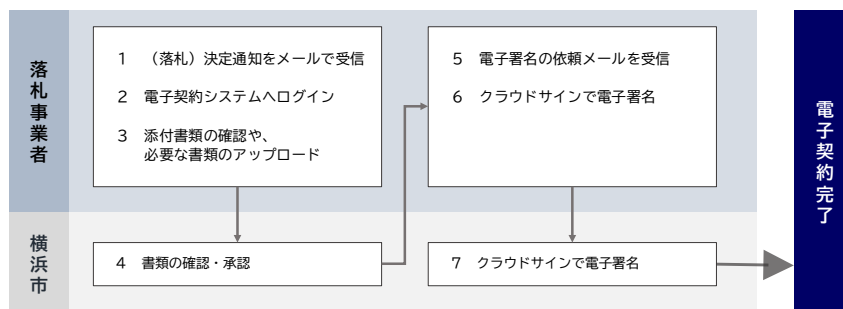 落札事業者
1 （落札）決定通知をメールで受信
2 電子契約システムへログイン
3 添付書類の確認や、
必要な書類のアップロード
5 電子署名の依頼メールを受信
6 クラウドサインで電子署名
横浜市
4 書類の確認・承認
7 クラウドサインで電子署名
電子契約完了